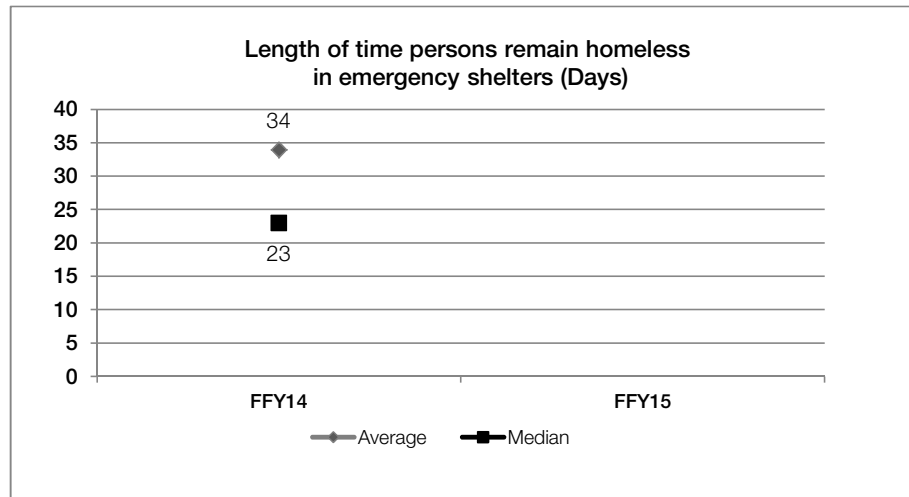 Length of time persons remain homeless
in emergency shelters (Days)
40
35
30
25
20
15
10
5
0
34
23
FFY14 FFY15
Average Median